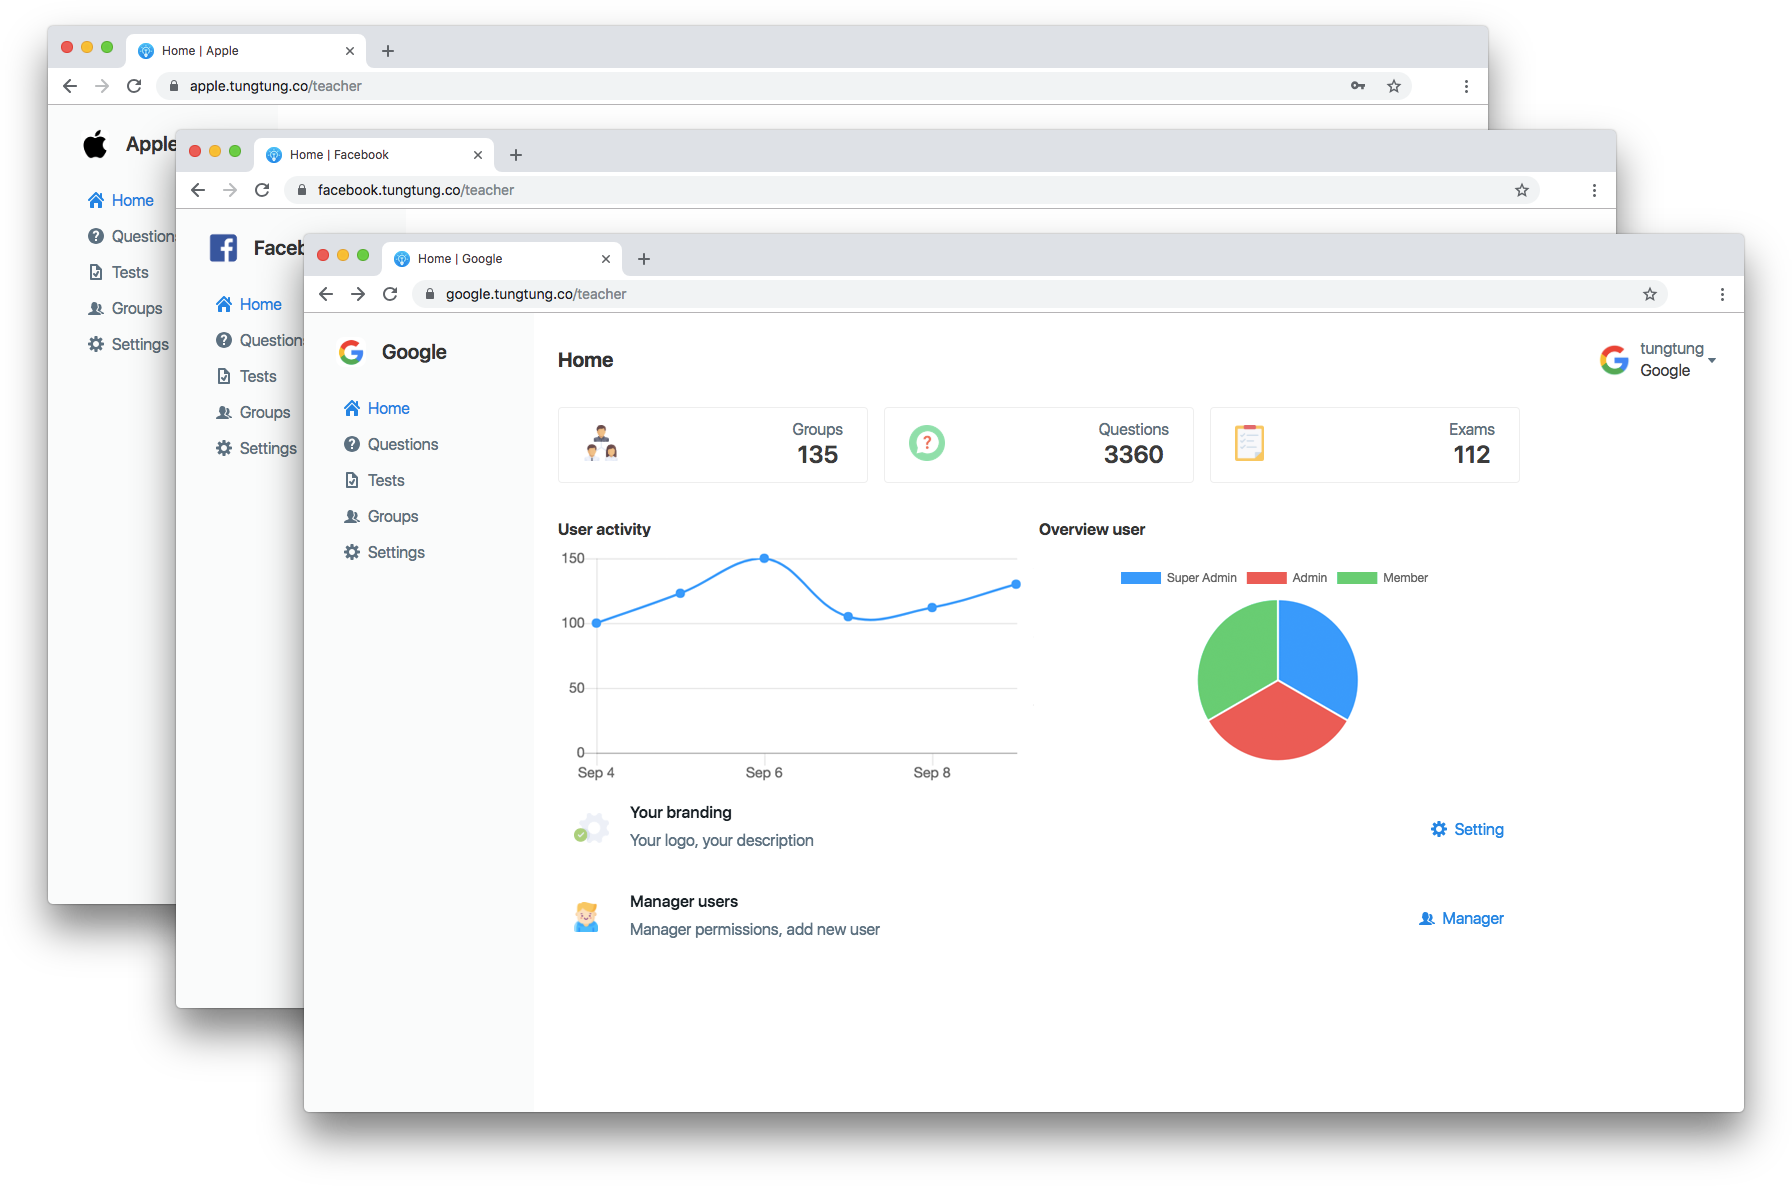 Home | Apple
apple.tungtung.co/teacher
Apple
Home
Question
Tests
Groups
Settings
Home | Facebook
facebook.tungtung.co/teacher
Faceb
Home
Question
Tests
Groups
Settings
Home | Google
google.tungtung.co/teacher
Google
Home
Questions
Tests
Groups
Settings
Home
tungtung
Google
Groups
135
Questions
3360
Exams
112
User activity
150
100
50
0
Sep 4
Sep 6
Sep 8
Overview user
Super Admin
Admin
Member
Your branding
Your logo, your description
Setting
Manager users
Manager permissions, add new user
Manager